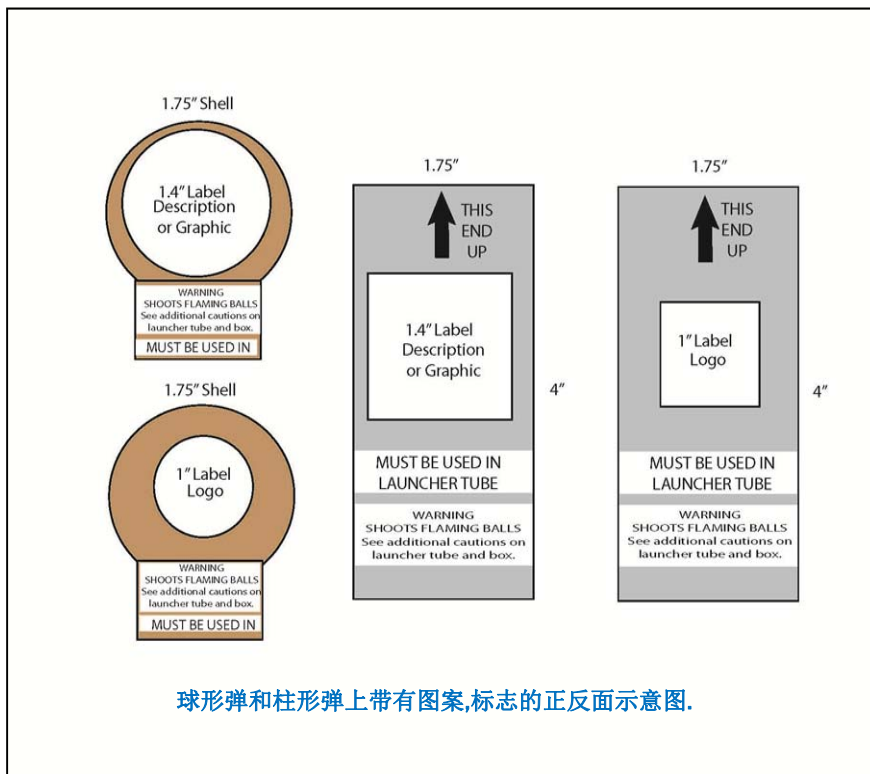 1.75″ Shell
1.4″ Label
Description
or Graphic
WARNING
SHOOTS FLAMING BALLS
See additional cautions on
launcher tube and box.
MUST BE USED IN
1.75″ Shell
1″ Label
Logo
WARNING
SHOOTS FLAMING BALLS
See additional cautions on
launcher tube and box.
MUST BE USED IN
1.75″
THIS
END
UP
1.4″ Label
Description
or Graphic
4″
MUST BE USED IN
LAUNCHER TUBE
WARNING
SHOOTS FLAMING BALLS
See additional cautions on
launcher tube and box.
1.75″
THIS
END
UP
1″ Label
Logo
4″
MUST BE USED IN
LAUNCHER TUBE
WARNING
SHOOTS FLAMING BALLS
See additional cautions on
launcher tube and box.
球形弹和柱形弹上带有图案,标志的正反面示意图.